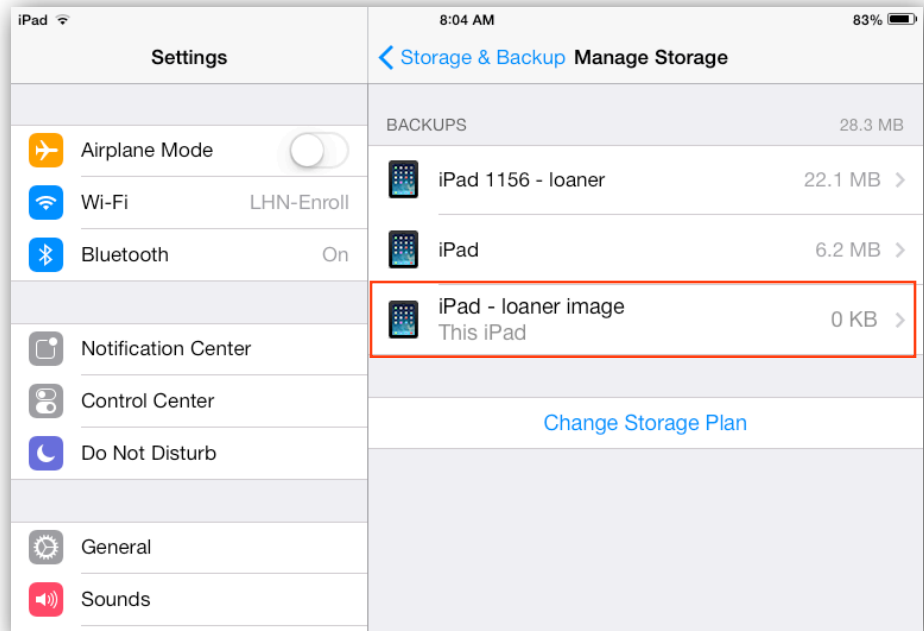 iPad
8:04 AM
83%
Settings
Storage & Backup Manage Storage
Airplane Mode
Wi-Fi LHN-Enroll
Bluetooth On
Notification Center
Control Center
Do Not Disturb
General
Sounds
BACKUPS 28.3 MB
iPad 1156 - loaner 22.1 MB
iPad 6.2 MB
iPad - loaner image 0 KB
This iPad
Change Storage Plan